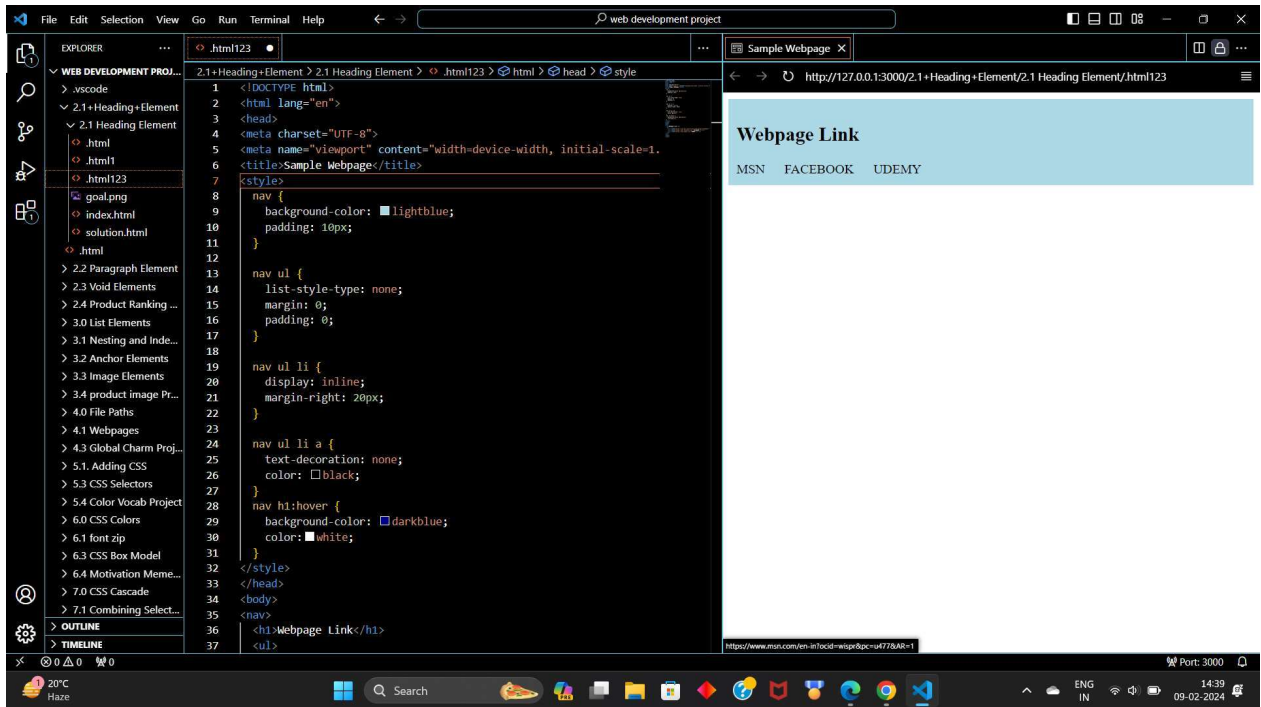 File Edit Selection View Go Run Terminal Help
web development project
EXPLORER
WEB DEVELOPMENT PROJ...
.vscode
2.1+Heading+Element
2.1 Heading Element
.html
.html1
.html123
goal.png
index.html
solution.html
.html
2.2 Paragraph Element
2.3 Void Elements
2.4 Product Ranking ...
3.0 List Elements
3.1 Nesting and Inde...
3.2 Anchor Elements
3.3 Image Elements
3.4 product image Pr...
4.0 File Paths
4.1 Webpages
4.3 Global Charm Proj...
5.1. Adding CSS
5.3 CSS Selectors
5.4 Color Vocab Project
6.0 CSS Colors
6.1 font zip
6.3 CSS Box Model
6.4 Motivation Meme...
7.0 CSS Cascade
7.1 Combining Select...
OUTLINE
TIMELINE
.html123
2.1+Heading+Element > 2.1 Heading Element > .html123 > html > head > style
1 <!DOCTYPE html>
2 <html lang="en">
3 <head>
4 <meta charset="UTF-8">
5 <meta name="viewport" content="width=device-width, initial-scale=1.
6 <title>Sample Webpage</title>
7 <style>
8 nav {
9 background-color: lightblue;
10 padding: 10px;
11 }
12
13 nav ul {
14 list-style-type: none;
15 margin: 0;
16 padding: 0;
17 }
18
19 nav ul li {
20 display: inline;
21 margin-right: 20px;
22 }
23
24 nav ul li a {
25 text-decoration: none;
26 color: black;
27 }
28 nav h1:hover {
29 background-color: darkblue;
30 color: white;
31 }
32 </style>
33 </head>
34 <body>
35 <nav>
36 <h1>Webpage Link</h1>
37 <ul>
Sample Webpage
http://127.0.0.1:3000/2.1+Heading+Element/2.1 Heading Element/.html123
Webpage Link
MSN FACEBOOK UDEMY
https://www.msn.com/en-in?ocid=wispr&pc=u477&AR=1
0 0 0 Port: 3000
1 20°C
Haze
Search
ENG
IN
14:39
09-02-2024